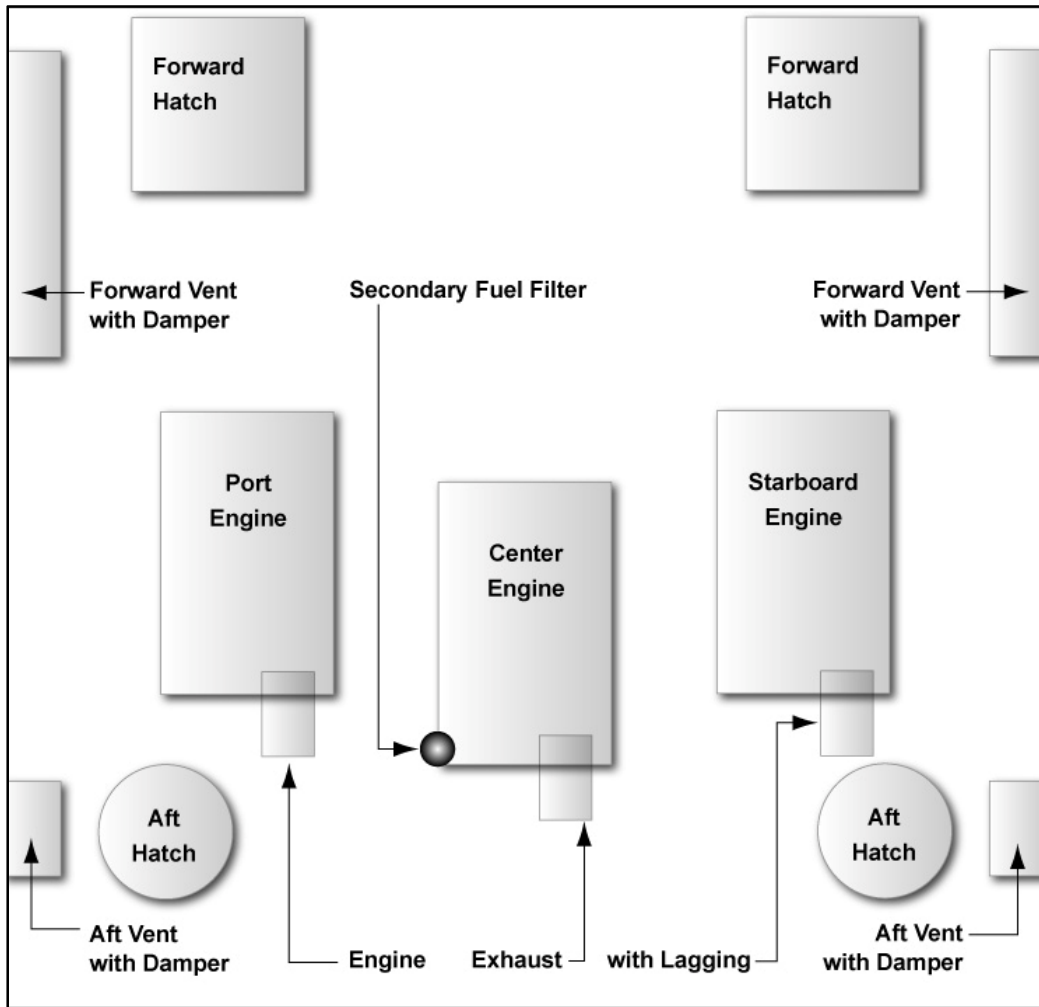 Forward
Hatch
Forward
Hatch
Forward Vent
with Damper
Secondary Fuel Filter
Forward Vent
with Damper
Port
Engine
Center
Engine
Starboard
Engine
Aft
Hatch
Aft
Hatch
Aft Vent
with Damper
Engine Exhaust with Lagging
Aft Vent
with Damper